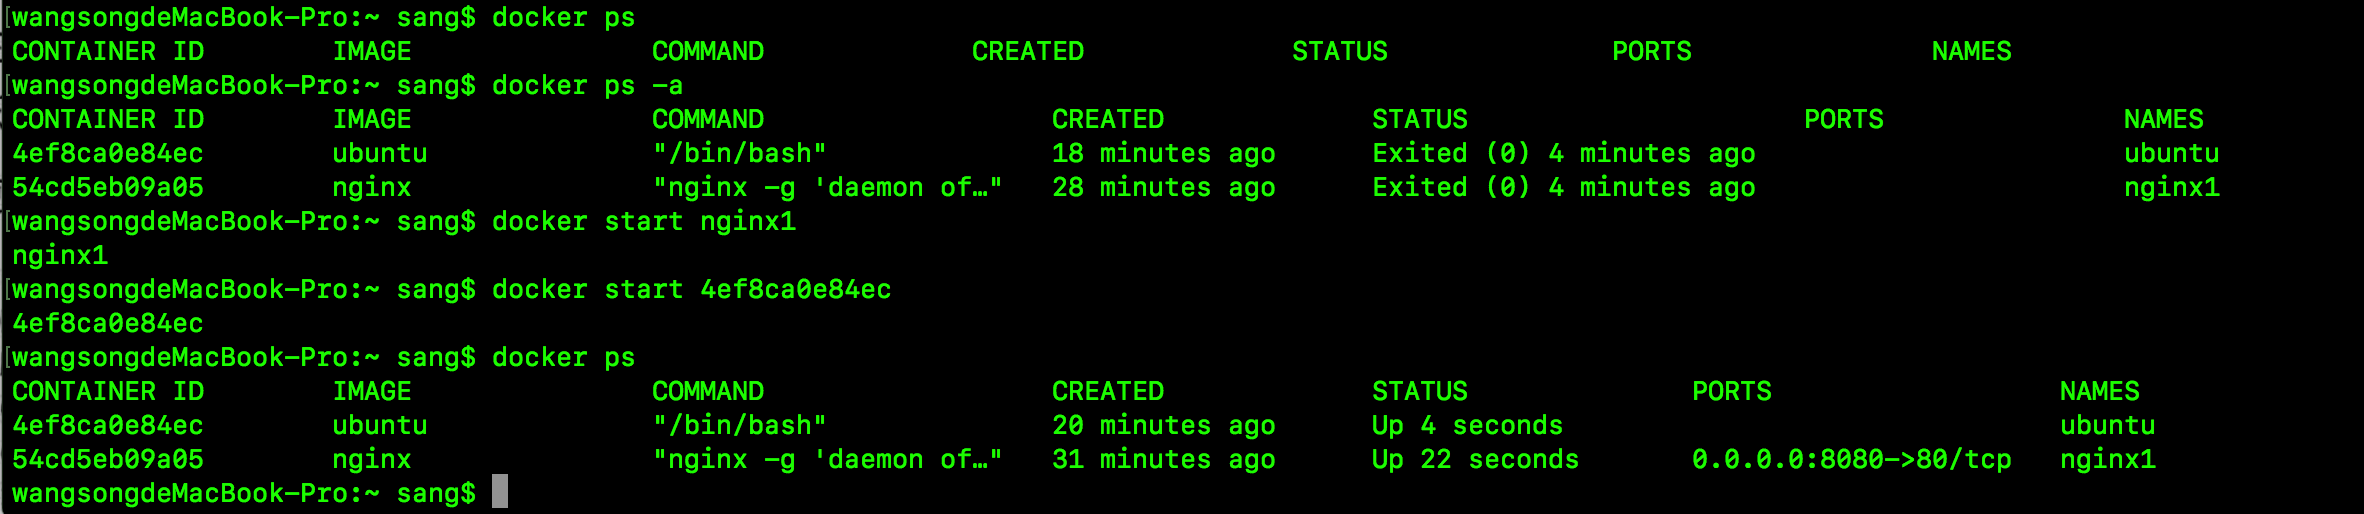 [wangsongdeMacBook-Pro:~ sang$ docker ps
CONTAINER ID        IMAGE               COMMAND             CREATED             STATUS              PORTS               NAMES
[wangsongdeMacBook-Pro:~ sang$ docker ps -a
CONTAINER ID        IMAGE               COMMAND                  CREATED             STATUS                     PORTS               NAMES
4ef8ca0e84ec        ubuntu              "/bin/bash"              18 minutes ago      Exited (0) 4 minutes ago                       ubuntu
54cd5eb09a05        nginx               "nginx -g 'daemon of…"   28 minutes ago      Exited (0) 4 minutes ago                       nginx1
[wangsongdeMacBook-Pro:~ sang$ docker start nginx1
nginx1
[wangsongdeMacBook-Pro:~ sang$ docker start 4ef8ca0e84ec
4ef8ca0e84ec
[wangsongdeMacBook-Pro:~ sang$ docker ps
CONTAINER ID        IMAGE               COMMAND                  CREATED             STATUS              PORTS                  NAMES
4ef8ca0e84ec        ubuntu              "/bin/bash"              20 minutes ago      Up 4 seconds                               ubuntu
54cd5eb09a05        nginx               "nginx -g 'daemon of…"   31 minutes ago      Up 22 seconds       0.0.0.0:8080->80/tcp   nginx1
wangsongdeMacBook-Pro:~ sang$